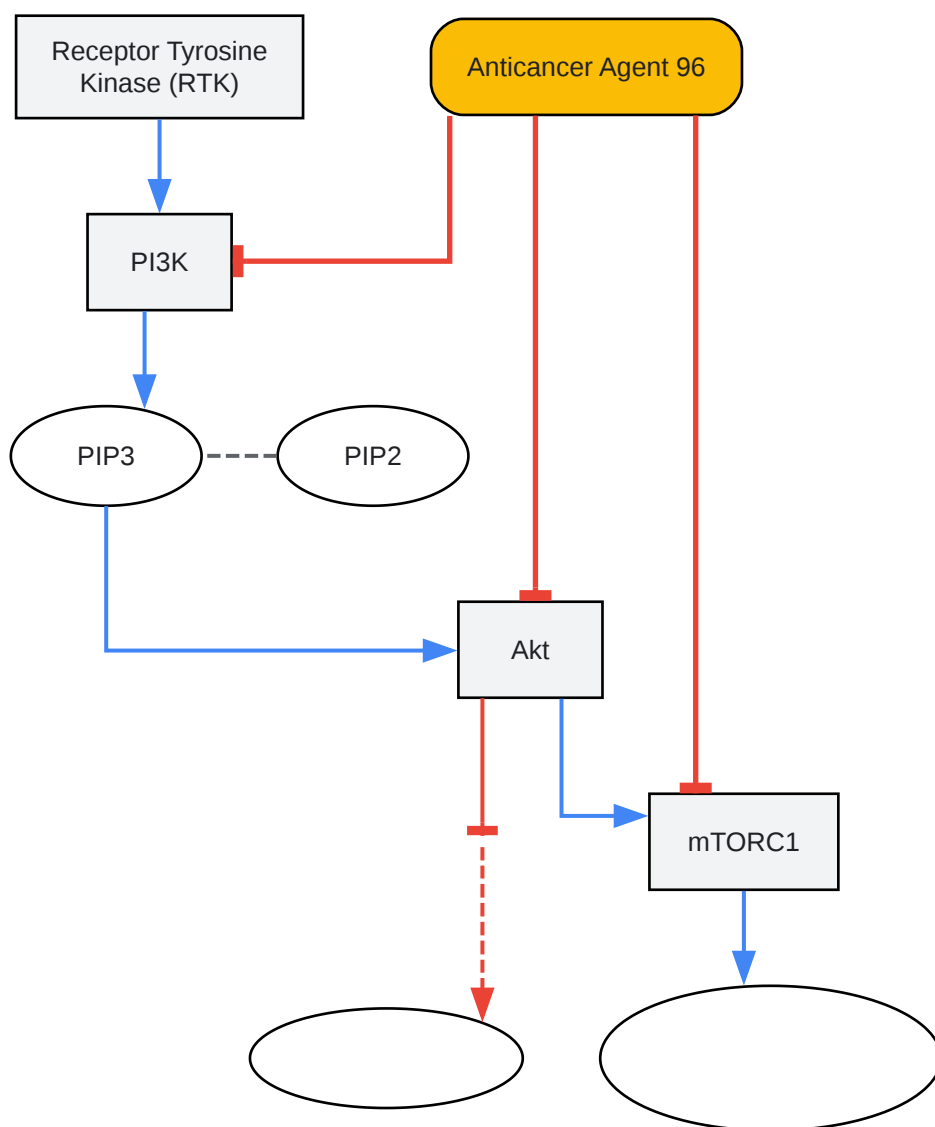 Receptor Tyrosine
Kinase (RTK)
Anticancer Agent 96
PI3K
PIP3
PIP2
Akt
mTORC1